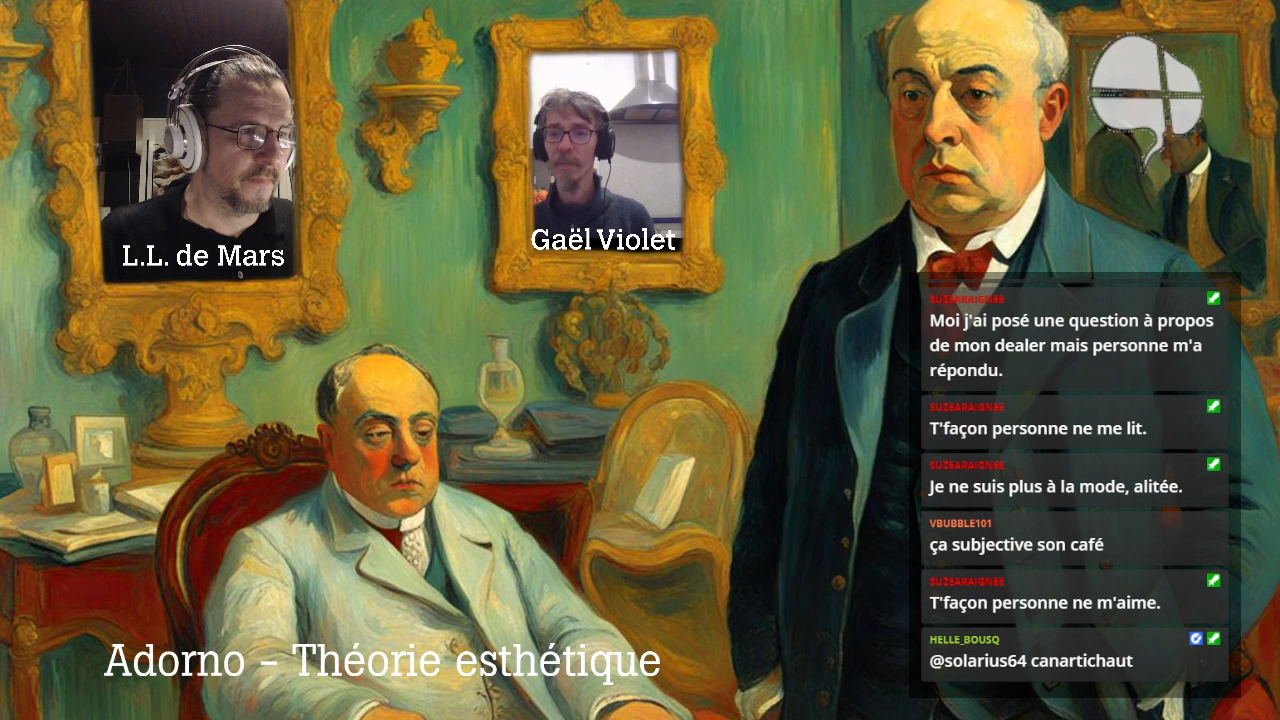 L.L. de Mars
Gaël Violet
SUZEARAIGNEE
Moi j'ai posé une question à propos
de mon dealer mais personne m'a
répondu.
SUZEARAIGNEE
T'façon personne ne me lit.
SUZEARAIGNEE
Je ne suis plus à la mode, alitée.
VBUBBLE101
ça subjective son café
SUZEARAIGNEE
T'façon personne ne m'aime.
HELLE_BOUSQ
@solarius64 canartichaut
Adorno – Théorie esthétique